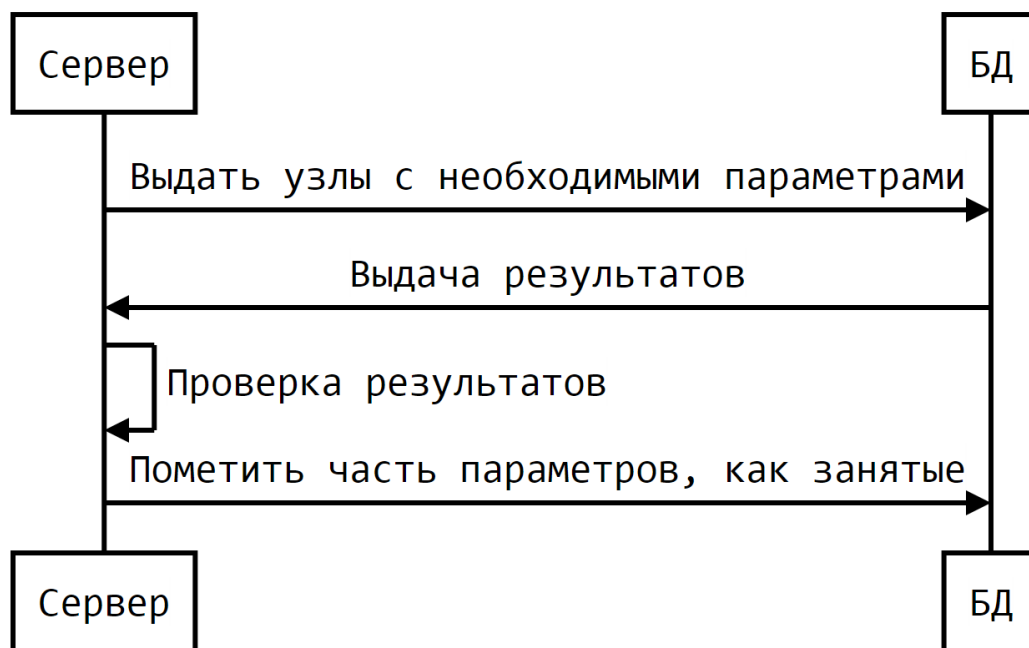 Сервер
БД
Выдать узлы с необходимыми параметрами
Выдача результатов
Проверка результатов
Пометить часть параметров, как занятые
Сервер
БД